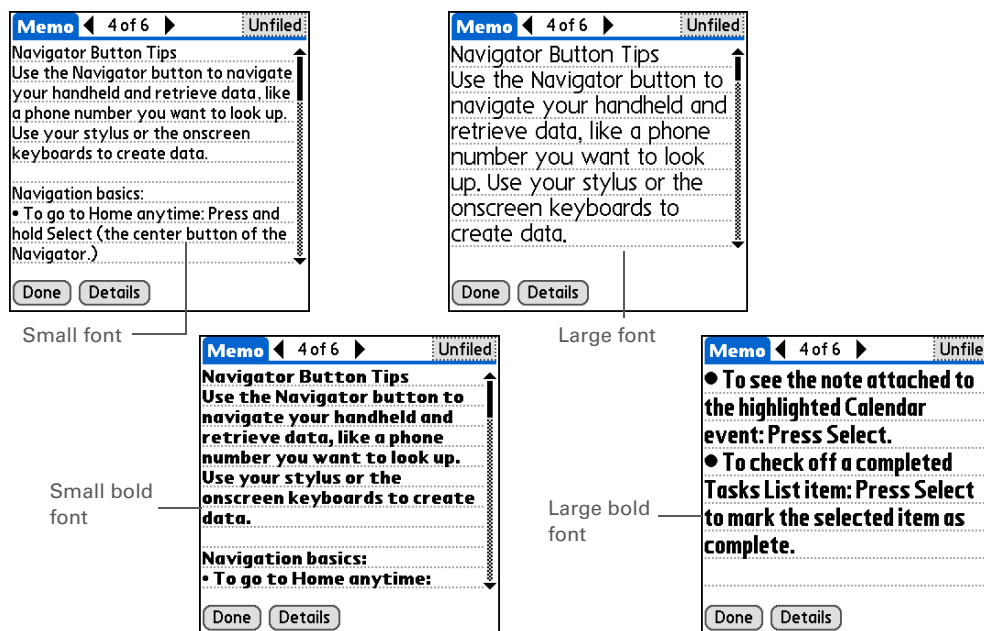 Memo 4 of 6 Unfiled
Navigator Button Tips
Use the Navigator button to navigate
your handheld and retrieve data, like
a phone number you want to look up.
Use your stylus or the onscreen
keyboards to create data.
Navigation basics:
• To go to Home anytime: Press and
hold Select (the center button of the
Navigator.)
Done Details
Small font
Memo 4 of 6 Unfiled
Navigator Button Tips
Use the Navigator button to
navigate your handheld and
retrieve data, like a phone
number you want to look
up. Use your stylus or the
onscreen keyboards to
create data.
Done Details
Large font
Memo 4 of 6 Unfiled
Navigator Button Tips
Use the Navigator button to
navigate your handheld and
retrieve data, like a phone
number you want to look up.
Use your stylus or the
onscreen keyboards to create
data.
Navigation basics:
• To go to Home anytime:
Done Details
Small bold
font
Memo 4 of 6 Unfile
• To see the note attached to
the highlighted Calendar
event: Press Select.
• To check off a completed
Tasks List item: Press Select
to mark the selected item as
complete.
Done Details
Large bold
font